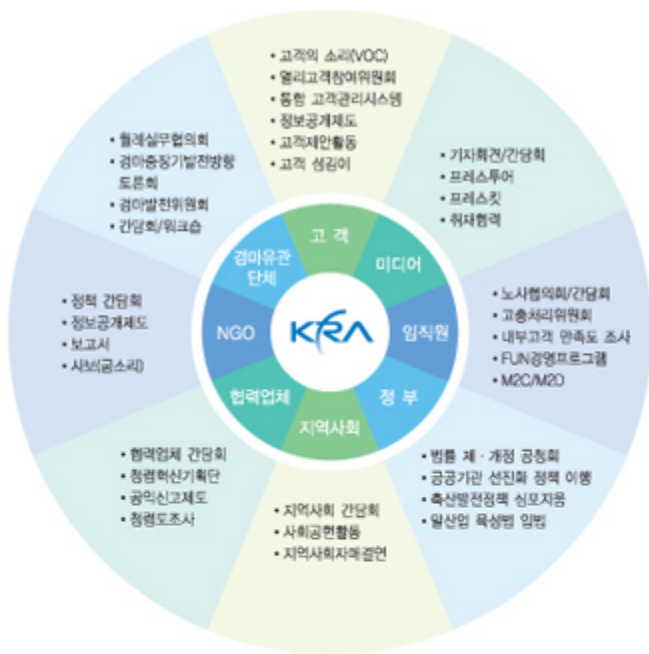 • 고객의 소리(VOC)
• 열리고객참여위원회
• 통합 고객관리시스템
• 정보공개제도
• 고객제안활동
• 고객 섬김이
• 기자회견/간담회
• 프레스투어
• 프레스킷
• 취재협력
• 노사협의회/간담회
• 고충처리위원회
• 내부고객 만족도 조사
• FUN경영프로그램
• M2C/M2D
• 법률 제·개정 공청회
• 공공기관 선진화 정책 이행
• 축산발전정책 심포지움
• 말산업 육성법 입법
• 지역사회 간담회
• 사회공헌활동
• 지역사회자매결연
• 협력업체 간담회
• 청렴혁신기획단
• 공익신고제도
• 청렴도조사
• 정책 간담회
• 정보공개제도
• 보고서
• 사보(굽소리)
• 월례실무협의회
• 경마중장기발전방향
토론회
• 경마발전위원회
• 간담회/워크숍
고객
미디어
임직원
정부
지역사회
협력업체
NGO
경마유관
단체
KRA